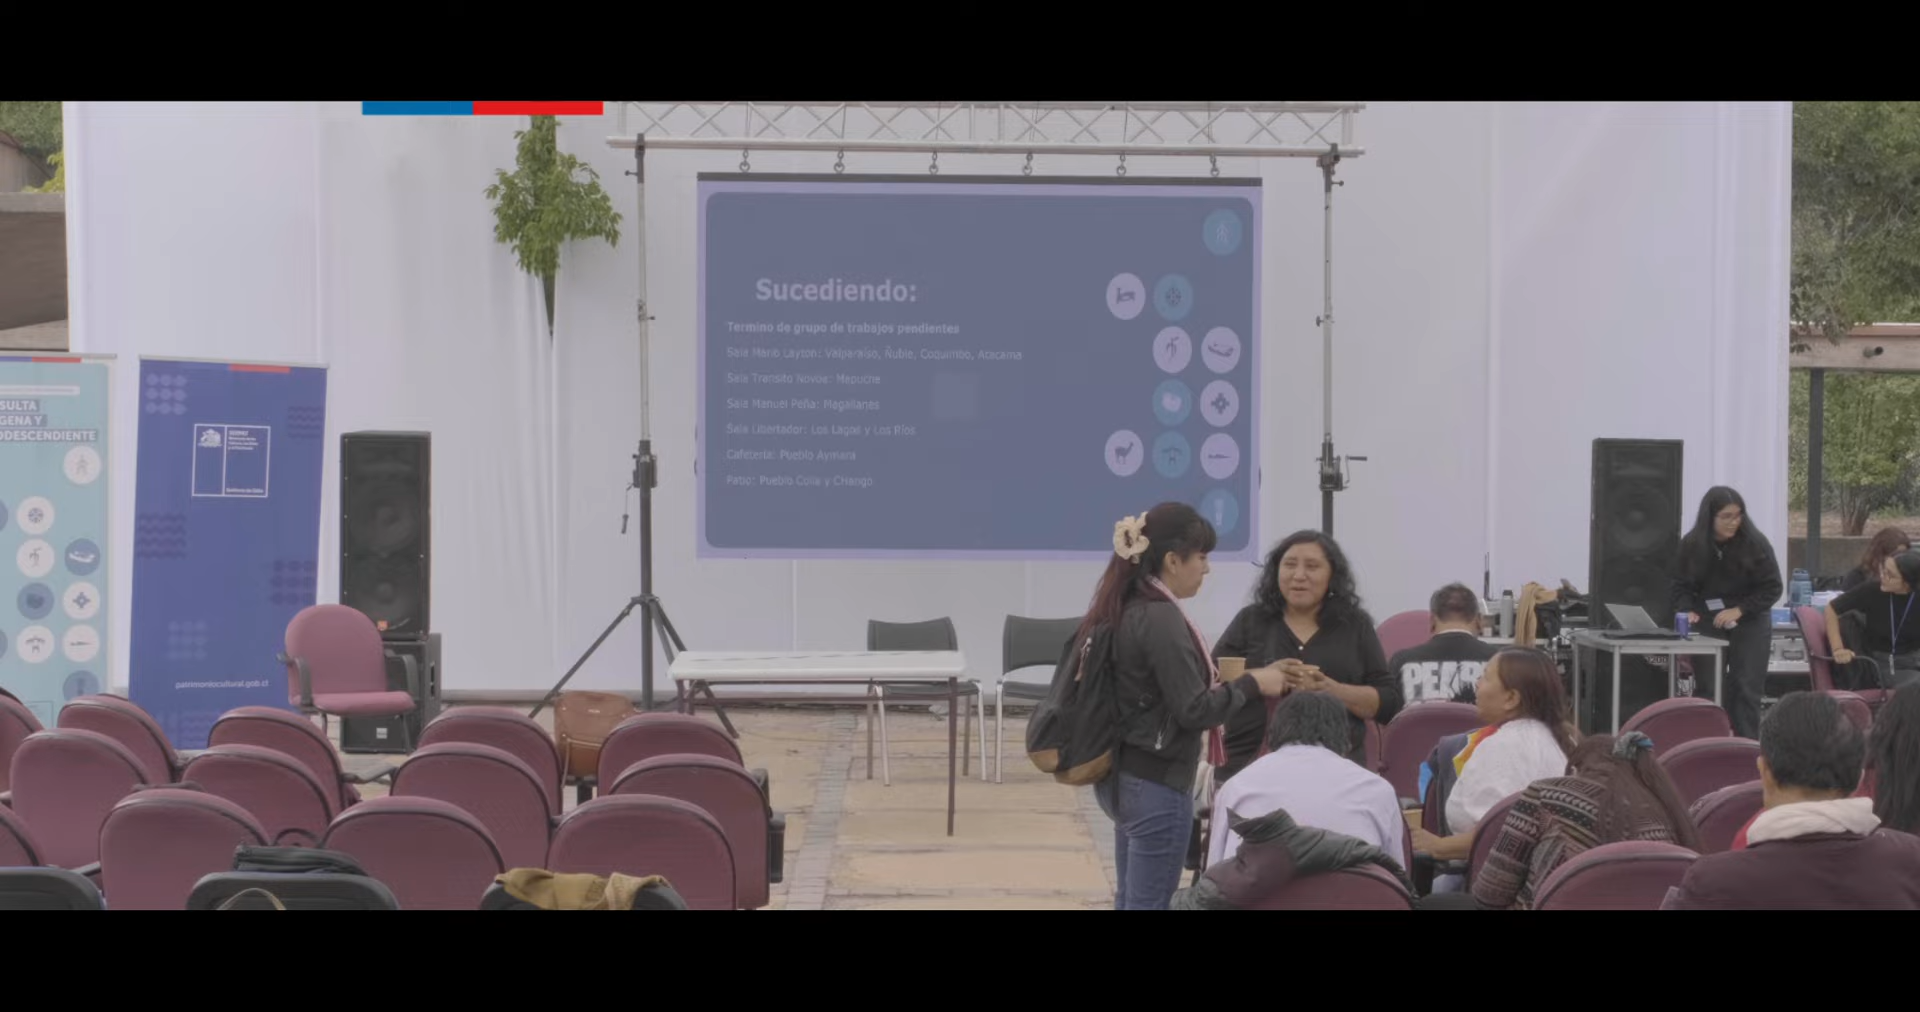 Sucediendo:
Termino de grupo de trabajos pendientes
Sala Mario Layton: Valparaíso, Ñuble, Coquimbo, Atacama
Sala Transito Novoa: Mapuche
Sala Manuel Peña: Magallanes
Sala Libertador: Los Lagos y Los Ríos
Cafetería: Pueblo Aymara
Patio: Pueblo Colla y Chango
SULTA
GENA Y
ODESCENDIENTE
patrimoniocultural.gob.cl
PEAR